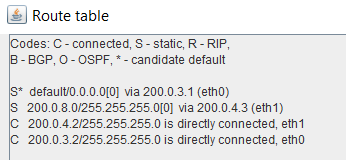 Route table
Codes: C - connected, S - static, R - RIP,
B - BGP, O - OSPF, * - candidate default
S* default/0.0.0.0[0] via 200.0.3.1 (eth0)
S 200.0.8.0/255.255.255.0[0] via 200.0.4.3 (eth1)
C 200.0.4.2/255.255.255.0 is directly connected, eth1
C 200.0.3.2/255.255.255.0 is directly connected, eth0